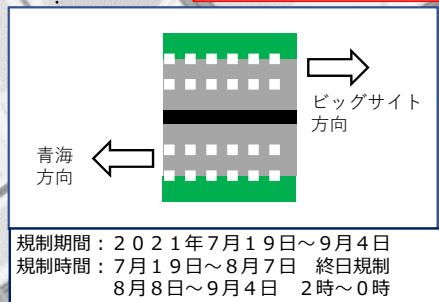 ビッグサイト
方向
青海
方向
規制期間：２０２１年７月１９日～９月４日
規制時間：７月１９日～８月７日　終日規制
８月８日～９月４日　２時～０時